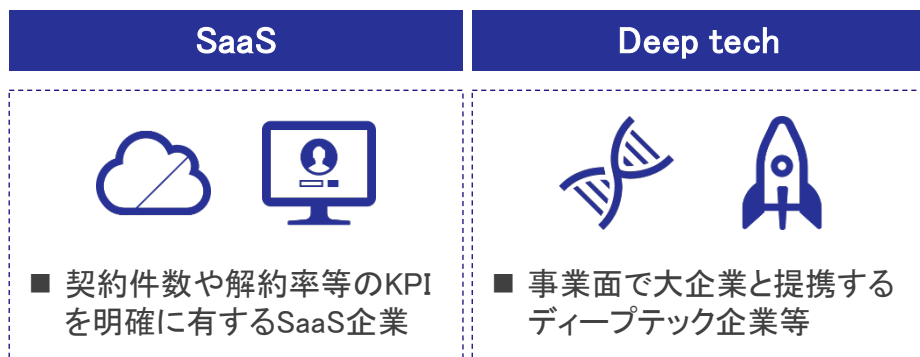 SaaS
■ 契約件数や解約率等のKPI
を明確に有するSaaS企業
Deep tech
■ 事業面で大企業と提携する
ディープテック企業等